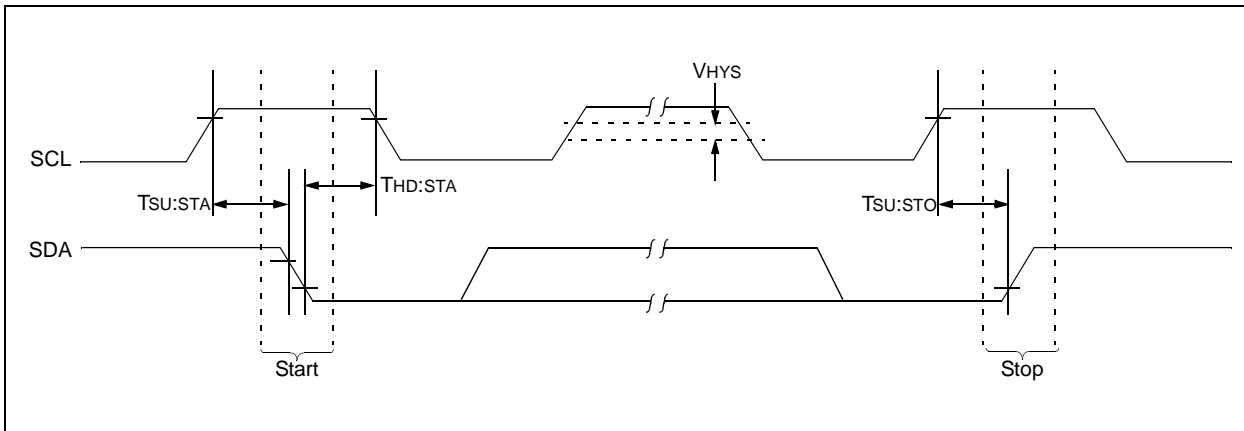 VHYS
SCL
TSU:STA
THD:STA
TSU:STO
SDA
Start
Stop